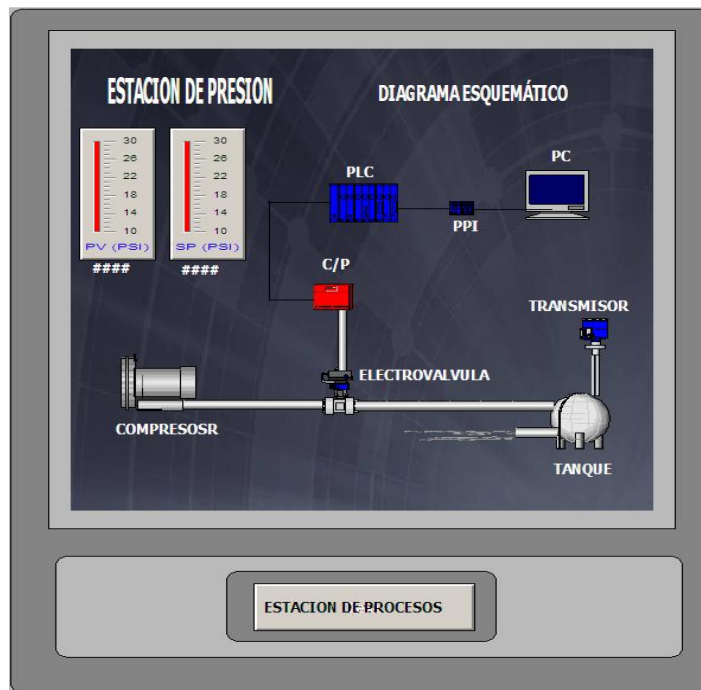 ESTACION DE PRESION
DIAGRAMA ESQUEMÁTICO
30
26
22
18
14
10
PV (PSI)
####
30
26
22
18
14
10
SP (PSI)
####
PLC
PPI
PC
C/P
TRANSMISOR
ELECTROVALVULA
COMPRESOSR
TANQUE
ESTACION DE PROCESOS